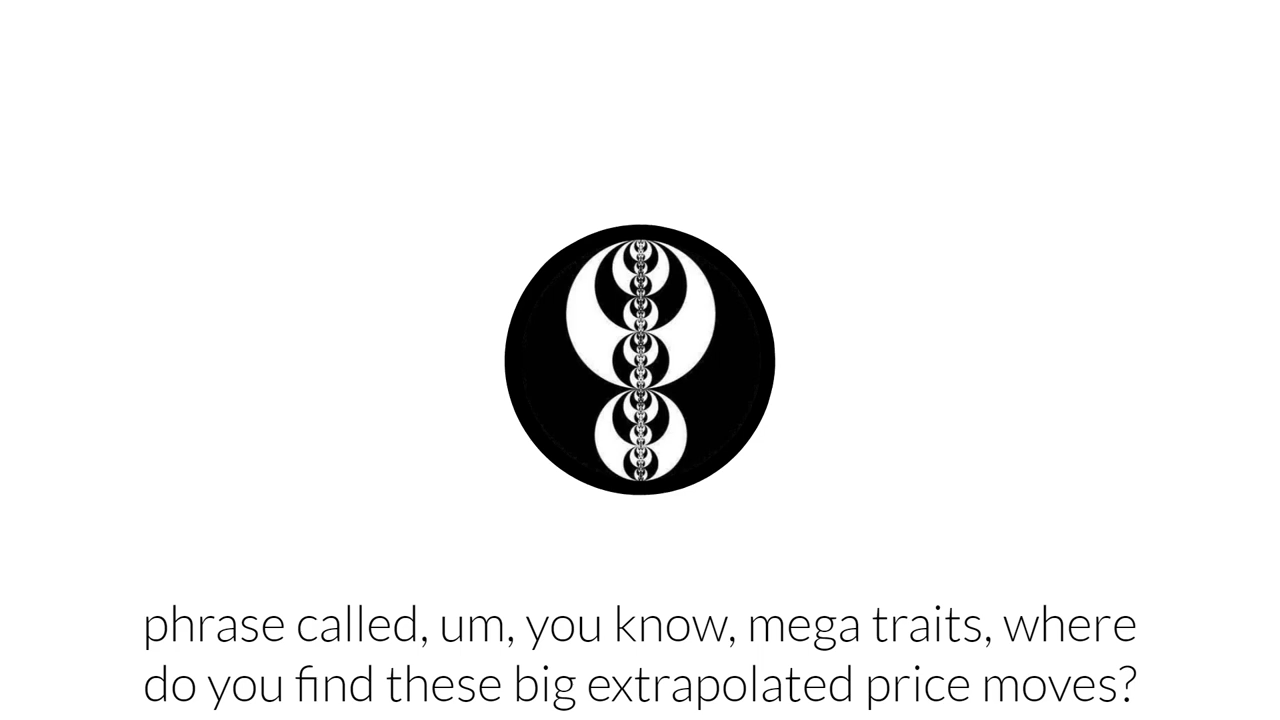 phrase called, um, you know, mega traits, where
do you find these big extrapolated price moves?